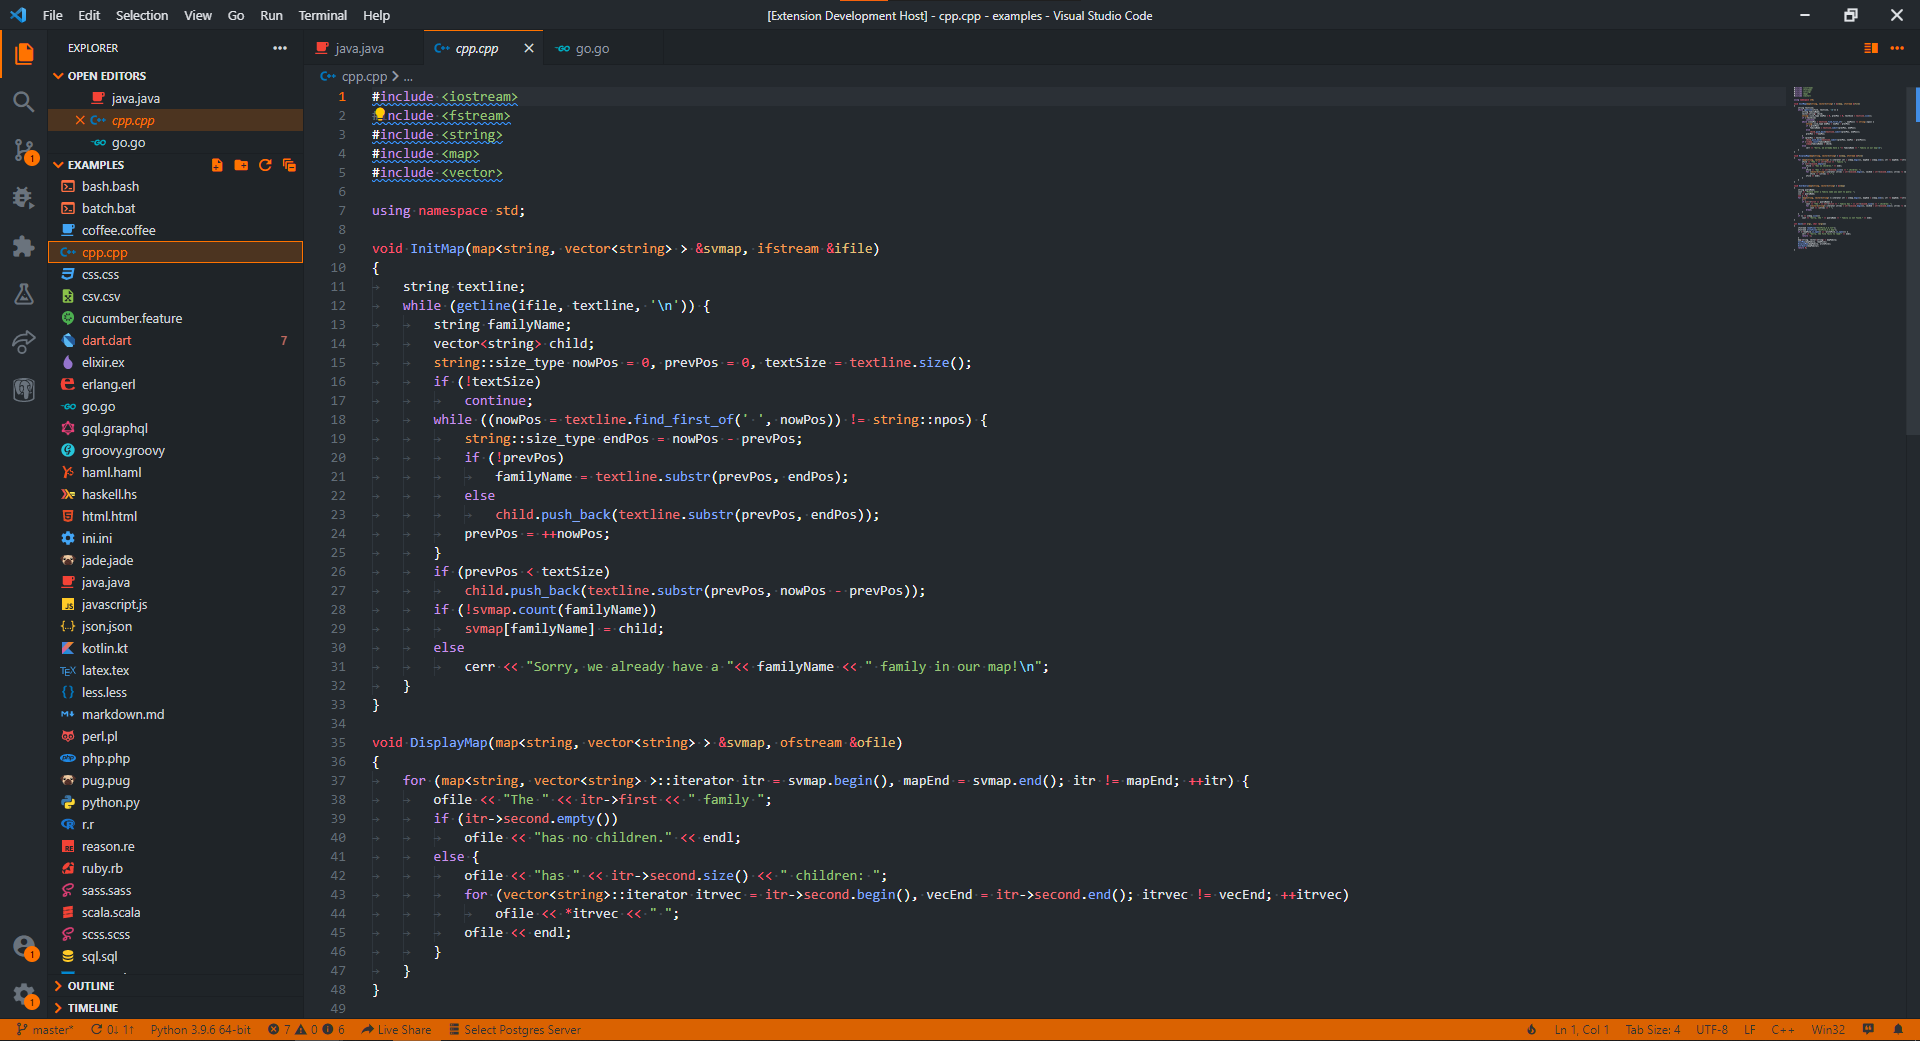 File Edit Selection View Go Run Terminal Help
[Extension Development Host] - cpp.cpp - examples - Visual Studio Code
EXPLORER
OPEN EDITORS
java.java
cpp.cpp
go.go
EXAMPLES
bash.bash
batch.bat
coffee.coffee
cpp.cpp
css.css
csv.csv
cucumber.feature
dart.dart 7
elixir.ex
erlang.erl
go.go
gql.graphql
groovy.groovy
haml.haml
haskell.hs
html.html
ini.ini
jade.jade
java.java
javascript.js
json.json
kotlin.kt
latex.tex
less.less
markdown.md
perl.pl
php.php
pug.pug
python.py
r.r
reason.re
ruby.rb
sass.sass
scala.scala
scss.scss
sql.sql
OUTLINE
TIMELINE
1
1
1
java.java cpp.cpp go.go
cpp.cpp > ...
1 #include <iostream>
2 #include <fstream>
3 #include <string>
4 #include <map>
5 #include <vector>
6
7 using namespace std;
8
9 void InitMap(map<string, vector<string> > &svmap, ifstream &ifile)
10 {
11 string textline;
12 while (getline(ifile, textline, '\n')) {
13 string familyName;
14 vector<string> child;
15 string::size_type nowPos = 0, prevPos = 0, textSize = textline.size();
16 if (!textSize)
17 continue;
18 while ((nowPos = textline.find_first_of(' ', nowPos)) != string::npos) {
19 string::size_type endPos = nowPos - prevPos;
20 if (!prevPos)
21 familyName = textline.substr(prevPos, endPos);
22 else
23 child.push_back(textline.substr(prevPos, endPos));
24 prevPos = ++nowPos;
25 }
26 if (prevPos < textSize)
27 child.push_back(textline.substr(prevPos, nowPos - prevPos));
28 if (!svmap.count(familyName))
29 svmap[familyName] = child;
30 else
31 cerr << "Sorry, we already have a "<< familyName << " family in our map!\n";
32 }
33 }
34
35 void DisplayMap(map<string, vector<string> > &svmap, ofstream &ofile)
36 {
37 for (map<string, vector<string> >::iterator itr = svmap.begin(), mapEnd = svmap.end(); itr != mapEnd; ++itr) {
38 ofile << "The " << itr->first << " family ";
39 if (itr->second.empty())
40 ofile << "has no children." << endl;
41 else {
42 ofile << "has " << itr->second.size() << " children: ";
43 for (vector<string>::iterator itrvec = itr->second.begin(), vecEnd = itr->second.end(); itrvec != vecEnd; ++itrvec)
44 ofile << *itrvec << " ";
45 ofile << endl;
46 }
47 }
48 }
49
master* 0↓ 1↑ Python 3.9.6 64-bit 7 0 6 Live Share Select Postgres Server Ln 1, Col 1 Tab Size: 4 UTF-8 LF C++ Win32